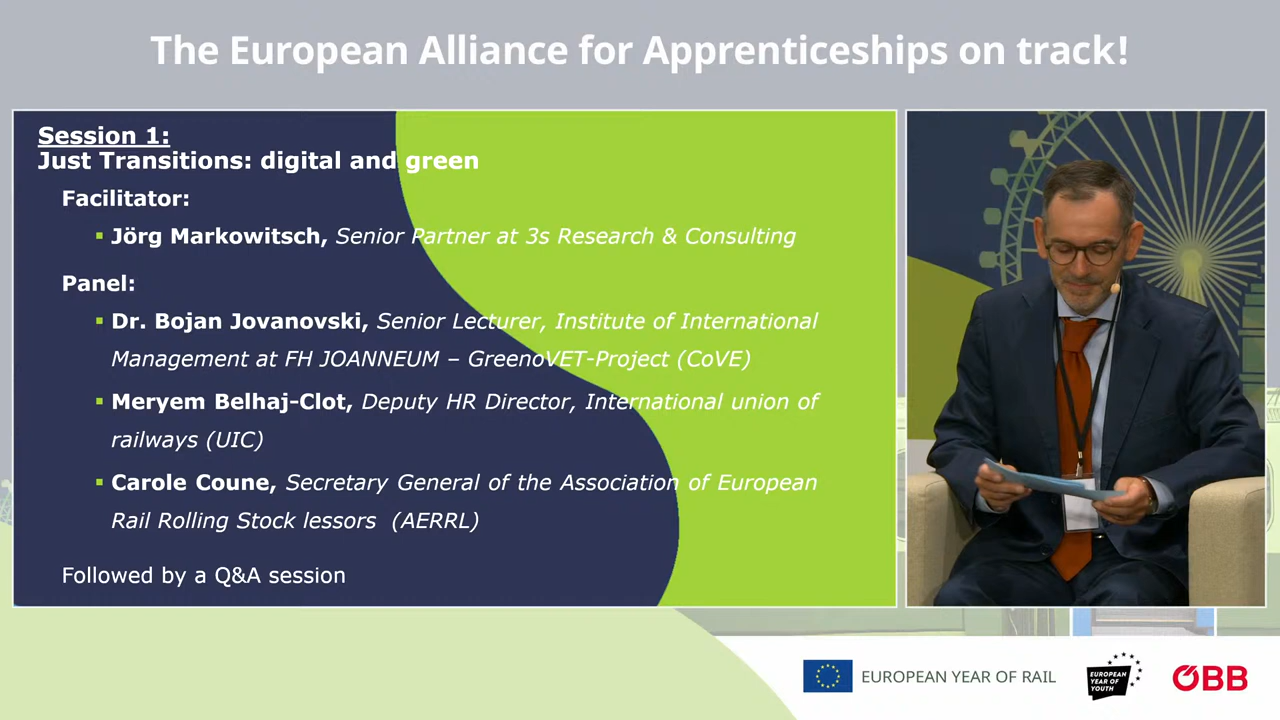 The European Alliance for Apprenticeships on track!
Session 1:
Just Transitions: digital and green
Facilitator:
Jörg Markowitsch, Senior Partner at 3s Research & Consulting
Panel:
Dr. Bojan Jovanovski, Senior Lecturer, Institute of International
Management at FH JOANNEUM – GreenoVET-Project (CoVE)
Meryem Belhaj-Clot, Deputy HR Director, International union of
railways (UIC)
Carole Coune, Secretary General of the Association of European
Rail Rolling Stock lessors (AERRL)
Followed by a Q&A session
EUROPEAN YEAR OF RAIL
EUROPEAN
YEAR OF
YOUTH
ÖBB